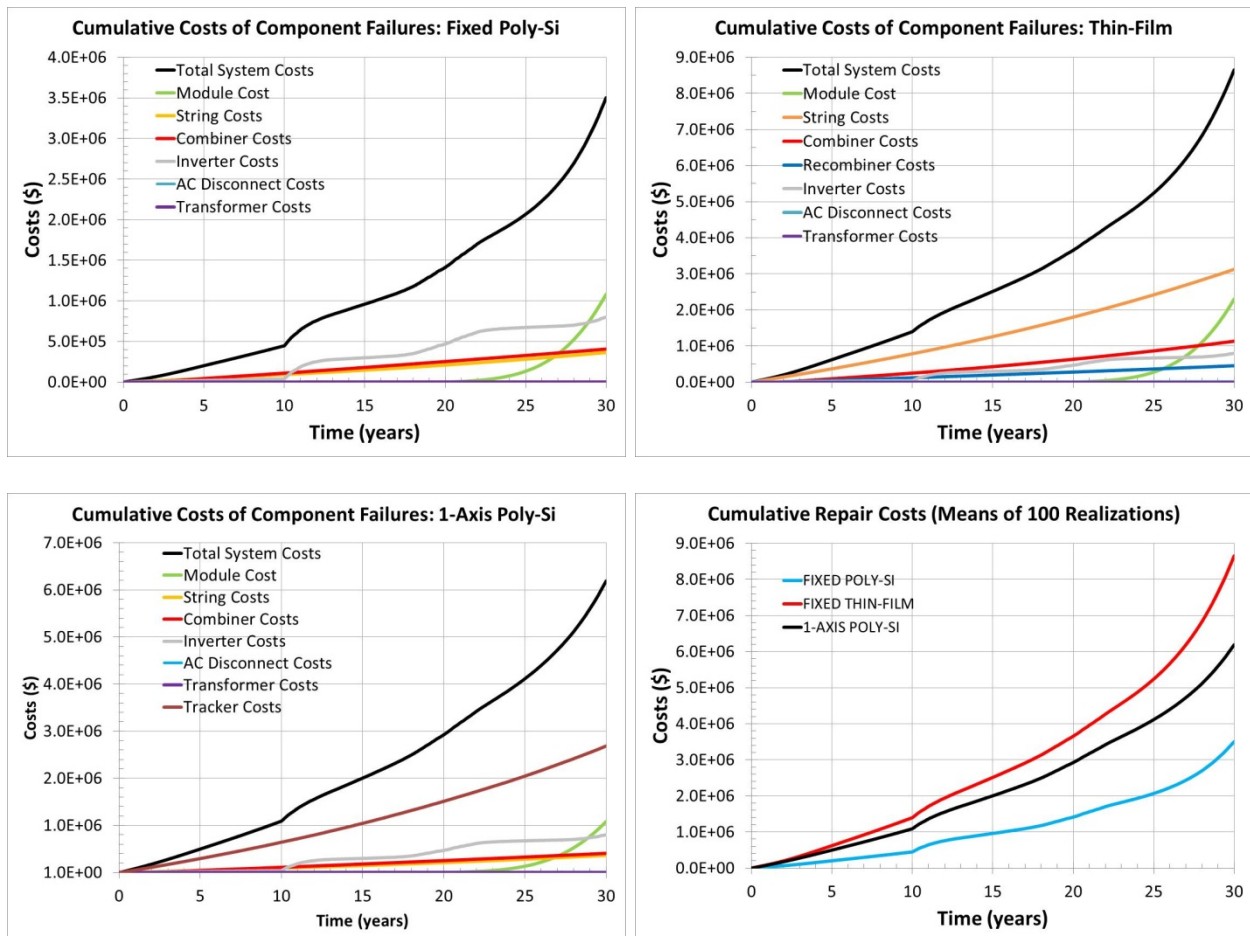 Cumulative Costs of Component Failures: Fixed Poly-Si
4.0E+06
3.5E+06
3.0E+06
2.5E+06
2.0E+06
1.5E+06
1.0E+06
5.0E+05
0.0E+00
Costs ($)
Total System Costs
Module Cost
String Costs
Combiner Costs
Inverter Costs
AC Disconnect Costs
Transformer Costs
0 5 10 15 20 25 30
Time (years)
Cumulative Costs of Component Failures: Thin-Film
9.0E+06
8.0E+06
7.0E+06
6.0E+06
5.0E+06
4.0E+06
3.0E+06
2.0E+06
1.0E+06
0.0E+00
Costs ($)
Total System Costs
Module Cost
String Costs
Combiner Costs
Recombiner Costs
Inverter Costs
AC Disconnect Costs
Transformer Costs
0 5 10 15 20 25 30
Time (years)
Cumulative Costs of Component Failures: 1-Axis Poly-Si
7.0E+06
6.0E+06
5.0E+06
4.0E+06
3.0E+06
2.0E+06
1.0E+06
1.0E+00
Costs ($)
Total System Costs
Module Cost
String Costs
Combiner Costs
Inverter Costs
AC Disconnect Costs
Transformer Costs
Tracker Costs
0 5 10 15 20 25 30
Time (years)
Cumulative Repair Costs (Means of 100 Realizations)
9.0E+06
8.0E+06
7.0E+06
6.0E+06
5.0E+06
4.0E+06
3.0E+06
2.0E+06
1.0E+06
0.0E+00
Costs ($)
FIXED POLY-SI
FIXED THIN-FILM
1-AXIS POLY-SI
0 5 10 15 20 25 30
Time (years)